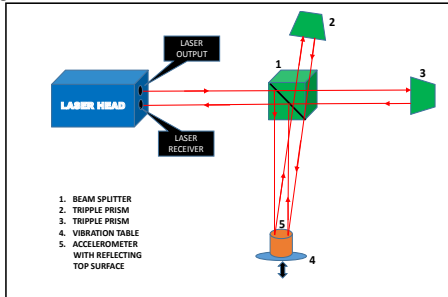 LASER
OUTPUT
2
1
3
LASER HEAD
LASER
RECEIVER
1. BEAM SPLITTER
2. TRIPPLE PRISM
3. TRIPPLE PRISM
4. VIBRATION TABLE
5. ACCELEROMETER
WITH REFLECTING
TOP SURFACE
5
4